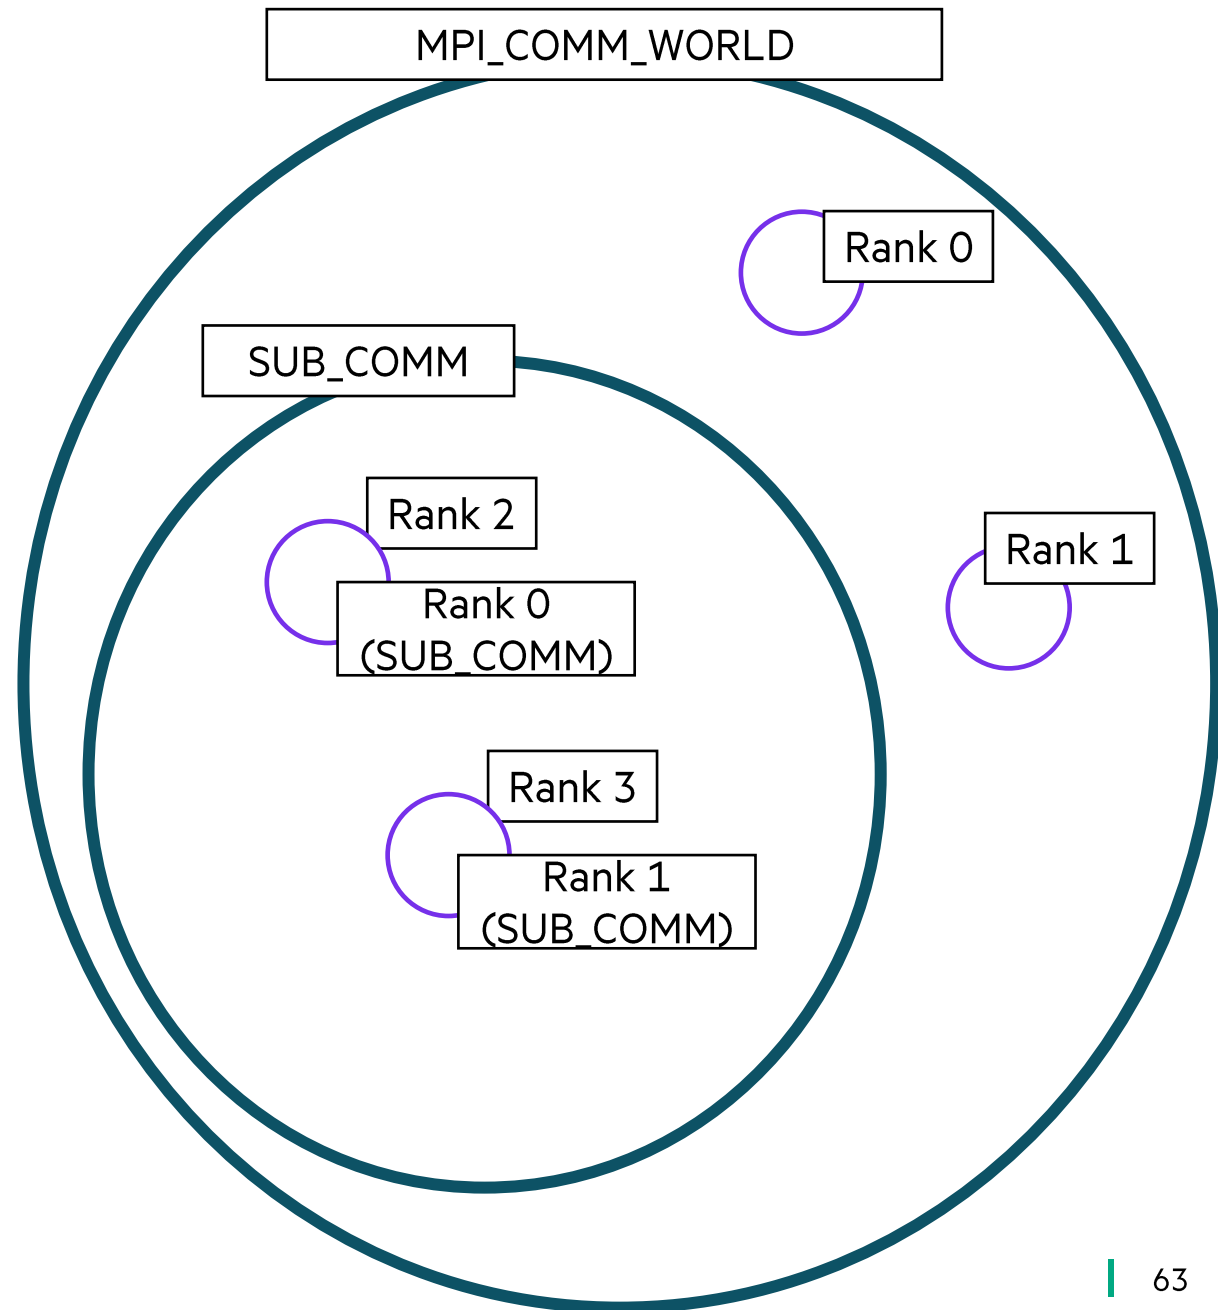 MPI_COMM_WORLD
Rank 0
SUB_COMM
Rank 2
Rank 1
Rank 0
(SUB_COMM)
Rank 3
Rank 1
(SUB_COMM)
63